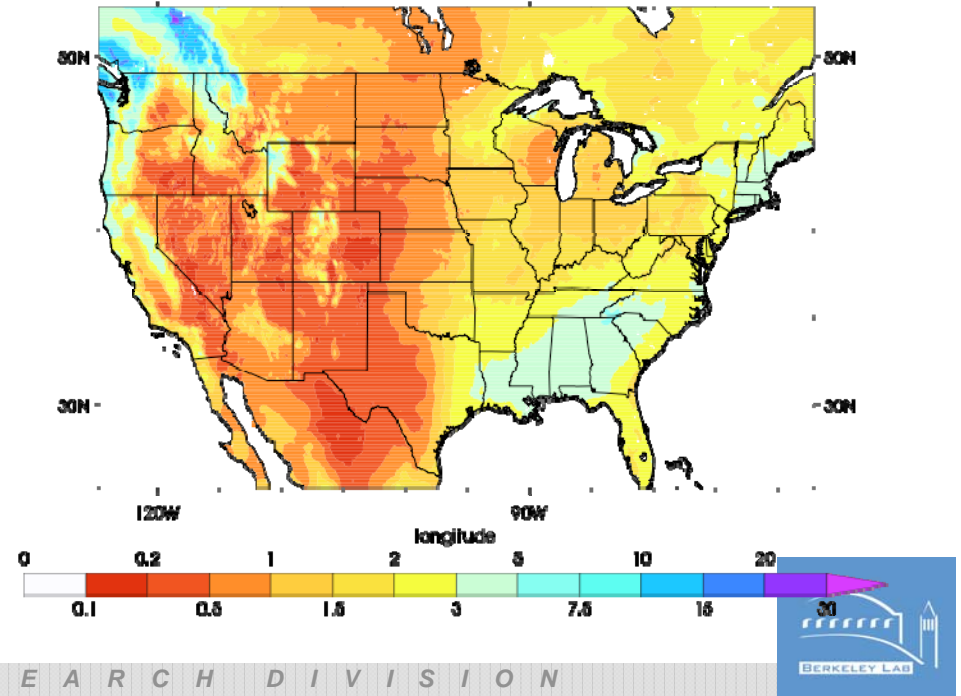 50N 50N
30N 30N
120W 90W
longitude
0 0.2 1 2 5 10 20
0.1 0.5 1.5 3 7.5 15 30
BERKELEY LAB
E A R C H D I V I S I O N